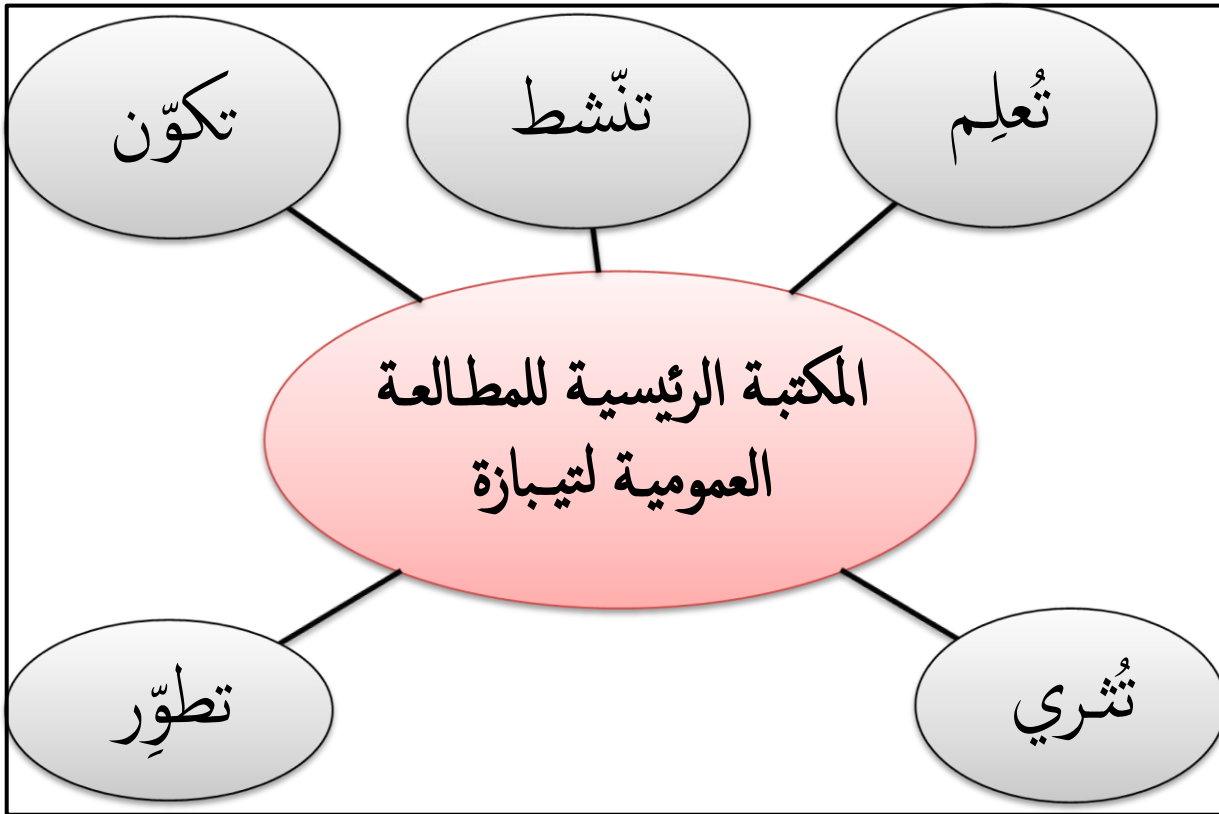 تُعلِم
تنّشط
تكوّن
المكتبة الرئيسية للمطالعة
العمومية لتيبازة
تُثري
تطوِّر